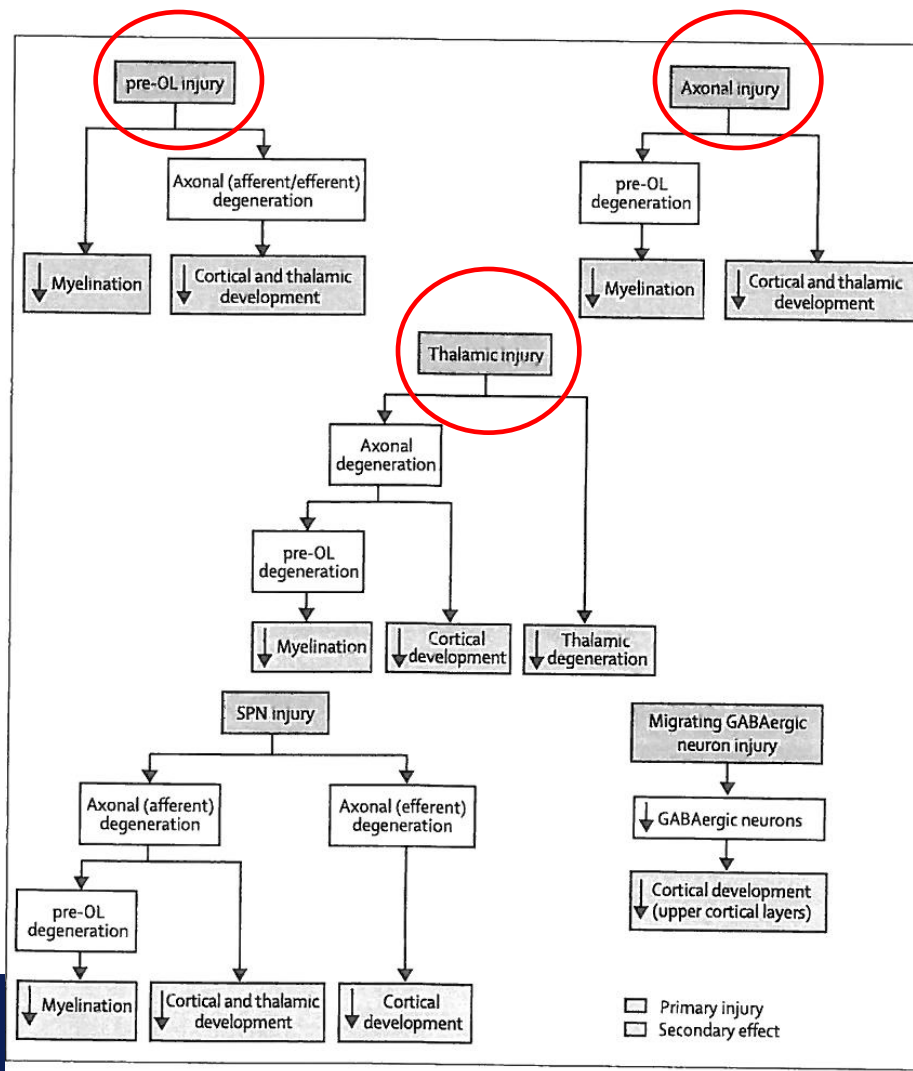 pre-OL injury
Axonal (afferent/efferent)
degeneration
Myelination
Cortical and thalamic
development
Axonal injury
pre-OL
degeneration
Myelination
Cortical and thalamic
development
Thalamic injury
Axonal
degeneration
pre-OL
degeneration
Myelination
Cortical
development
Thalamic
degeneration
SPN injury
Axonal (afferent)
degeneration
Axonal (efferent)
degeneration
pre-OL
degeneration
Myelination
Cortical and thalamic
development
Cortical
development
Migrating GABAergic
neuron injury
GABAergic neurons
Cortical development
(upper cortical layers)
Primary injury
Secondary effect